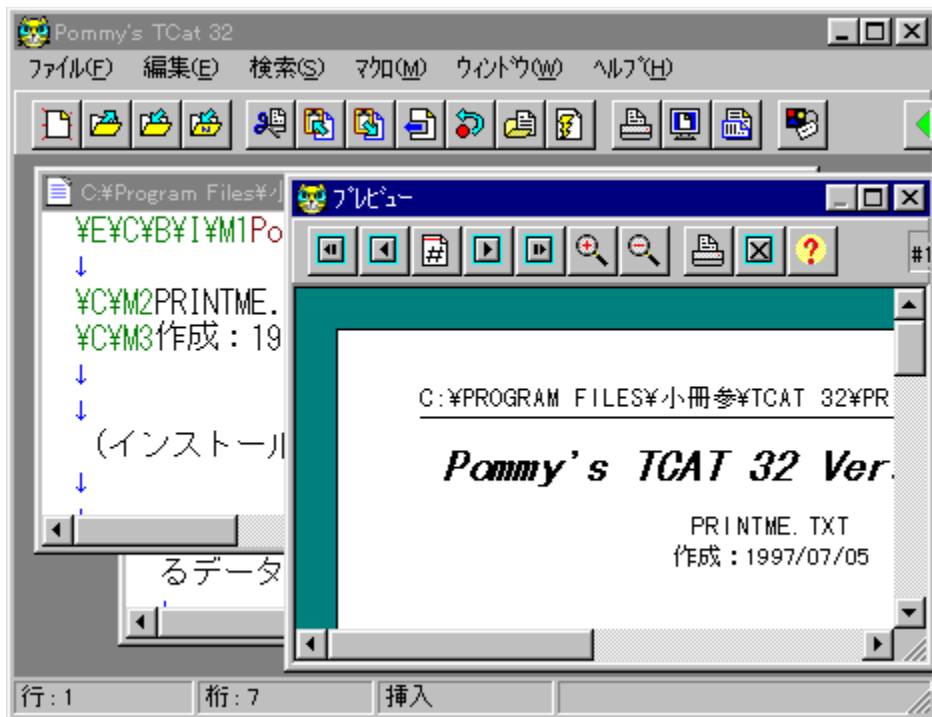 Pommy's TCat 32
ファイル(F) 編集(E) 検索(S) マクロ(M) ウィンドウ(W) ヘルプ(H)
C:¥Program Files¥小
¥E¥C¥B¥I¥M1Po
↓
¥C¥M2PRINTME.
¥C¥M3作成：19
↓
↓
(インストール
↓
るデータ
プレビュー
#1
C:¥PROGRAM FILES¥小冊参¥TCAT 32¥PR
Pommy's TCAT 32 Ver.
PRINTME.TXT
作成：1997/07/05
行:1 桁:7 挿入